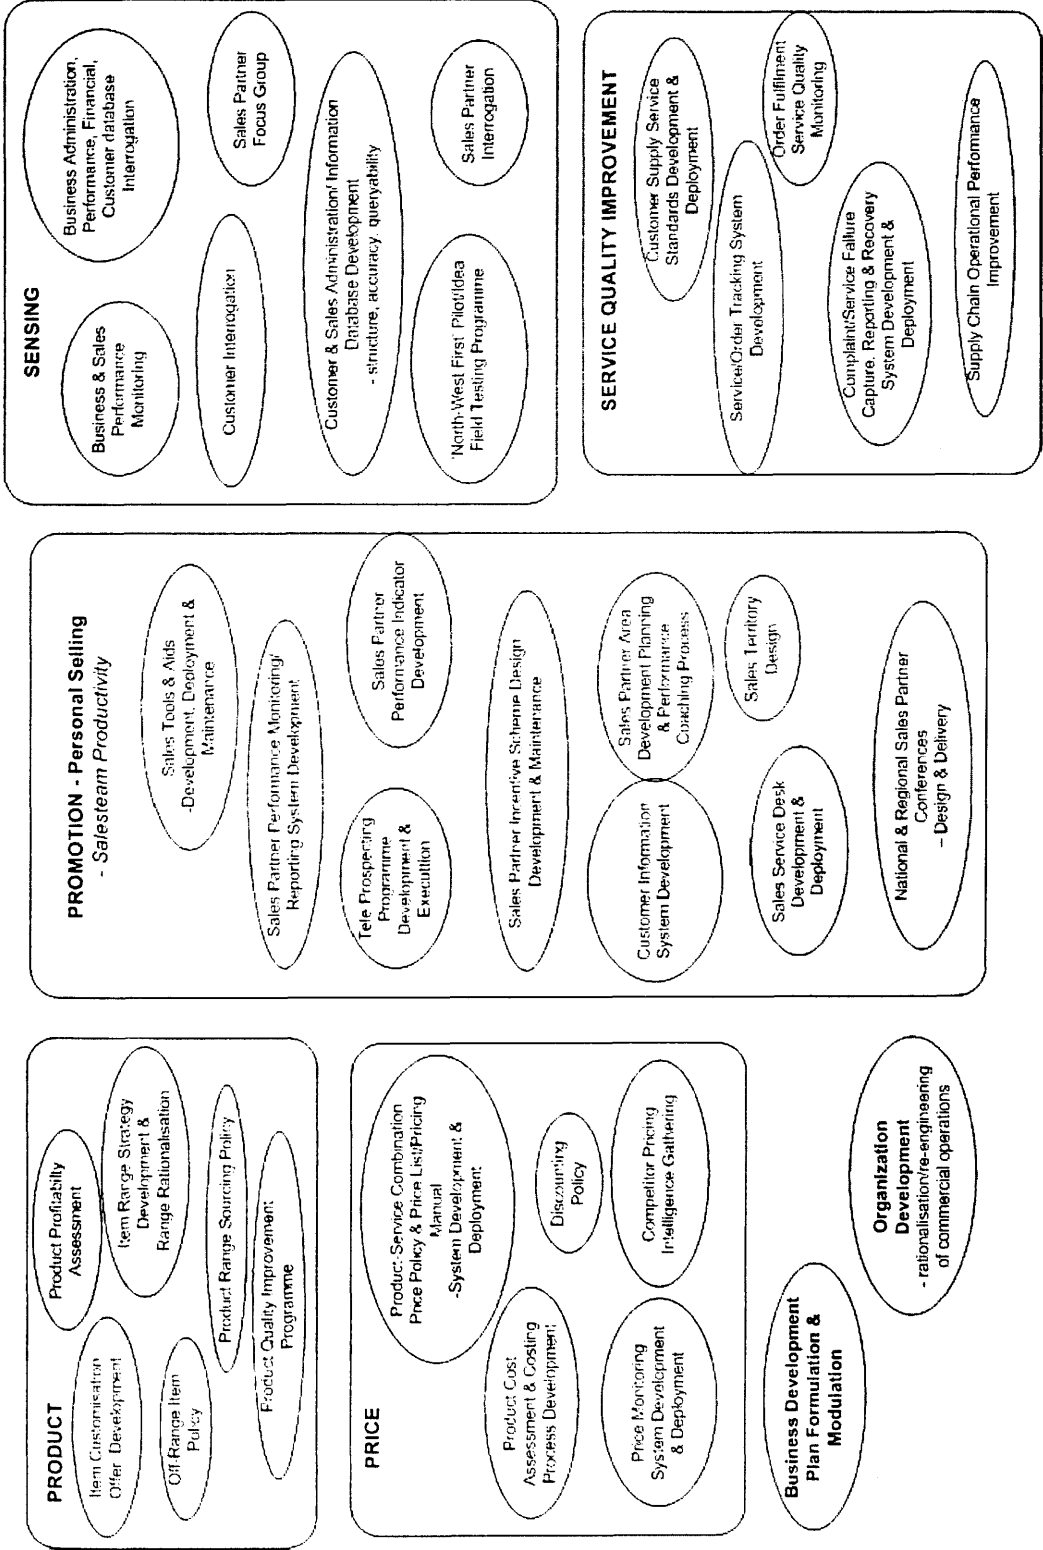 PRODUCT
Product Profitabilty
Assessment
Item Customisation
Offer Development
Item Range Strategy
Development &
Range Rationalisation
Off-Range Item
Policy
Product Range Sourcing Policy
Product Quality Improvement
Programme
PRICE
Product-Service Combination
Price Policy & Price List/Pricing
Manual
-System Development &
Deployment
Product Cost
Assessment & Costing
Process Development
Discounting
Policy
Price Monitoring
System Development
& Deployment
Competitor Pricing
Intelligence Gathering
Business Development
Plan Formulation &
Modulation
Organization
Development
- rationalisation/re-engineering
of commercial operations
PROMOTION - Personal Selling
- Salesteam Productivity
Sales Tools & Aids
-Development, Deployment &
Maintenance
Sales Partner Performance Monitoring/
Reporting System Development
Tele Prospecting
Programme
Development &
Executtion
Sales Partner
Performance Indicator
Development
Sales Partner Incentive Scheme Design
Development & Maintenance
Customer Information
System Development
Sales Partner Area
Development Planning
& Performance
Coaching Process
Sales Service Desk
Development &
Deployment
Sales Territory
Design
National & Regional Sales Partner
Conferences
– Design & Delivery
SENSING
Business & Sales
Performance
Monitoring
Business Administration,
Performance, Financial,
Customer database
Interrogation
Customer Interrogation
Sales Partner
Focus Group
Customer & Sales Administration/ Information
Database Development
- structure, accuracy, queryability
'North-West First' Pilot/Idea
Field Testing Programme
Sales Partner
Interrogation
SERVICE QUALITY IMPROVEMENT
Customer Supply Service
Standards Development &
Deployment
Service/Order Tracking System
Development
Order Fulfilment
Service Quality
Monitoring
Complaint/Service Failure
Capture, Reporting & Recovery
System Development &
Deployment
Supply Chain Operational Performance
Improvement